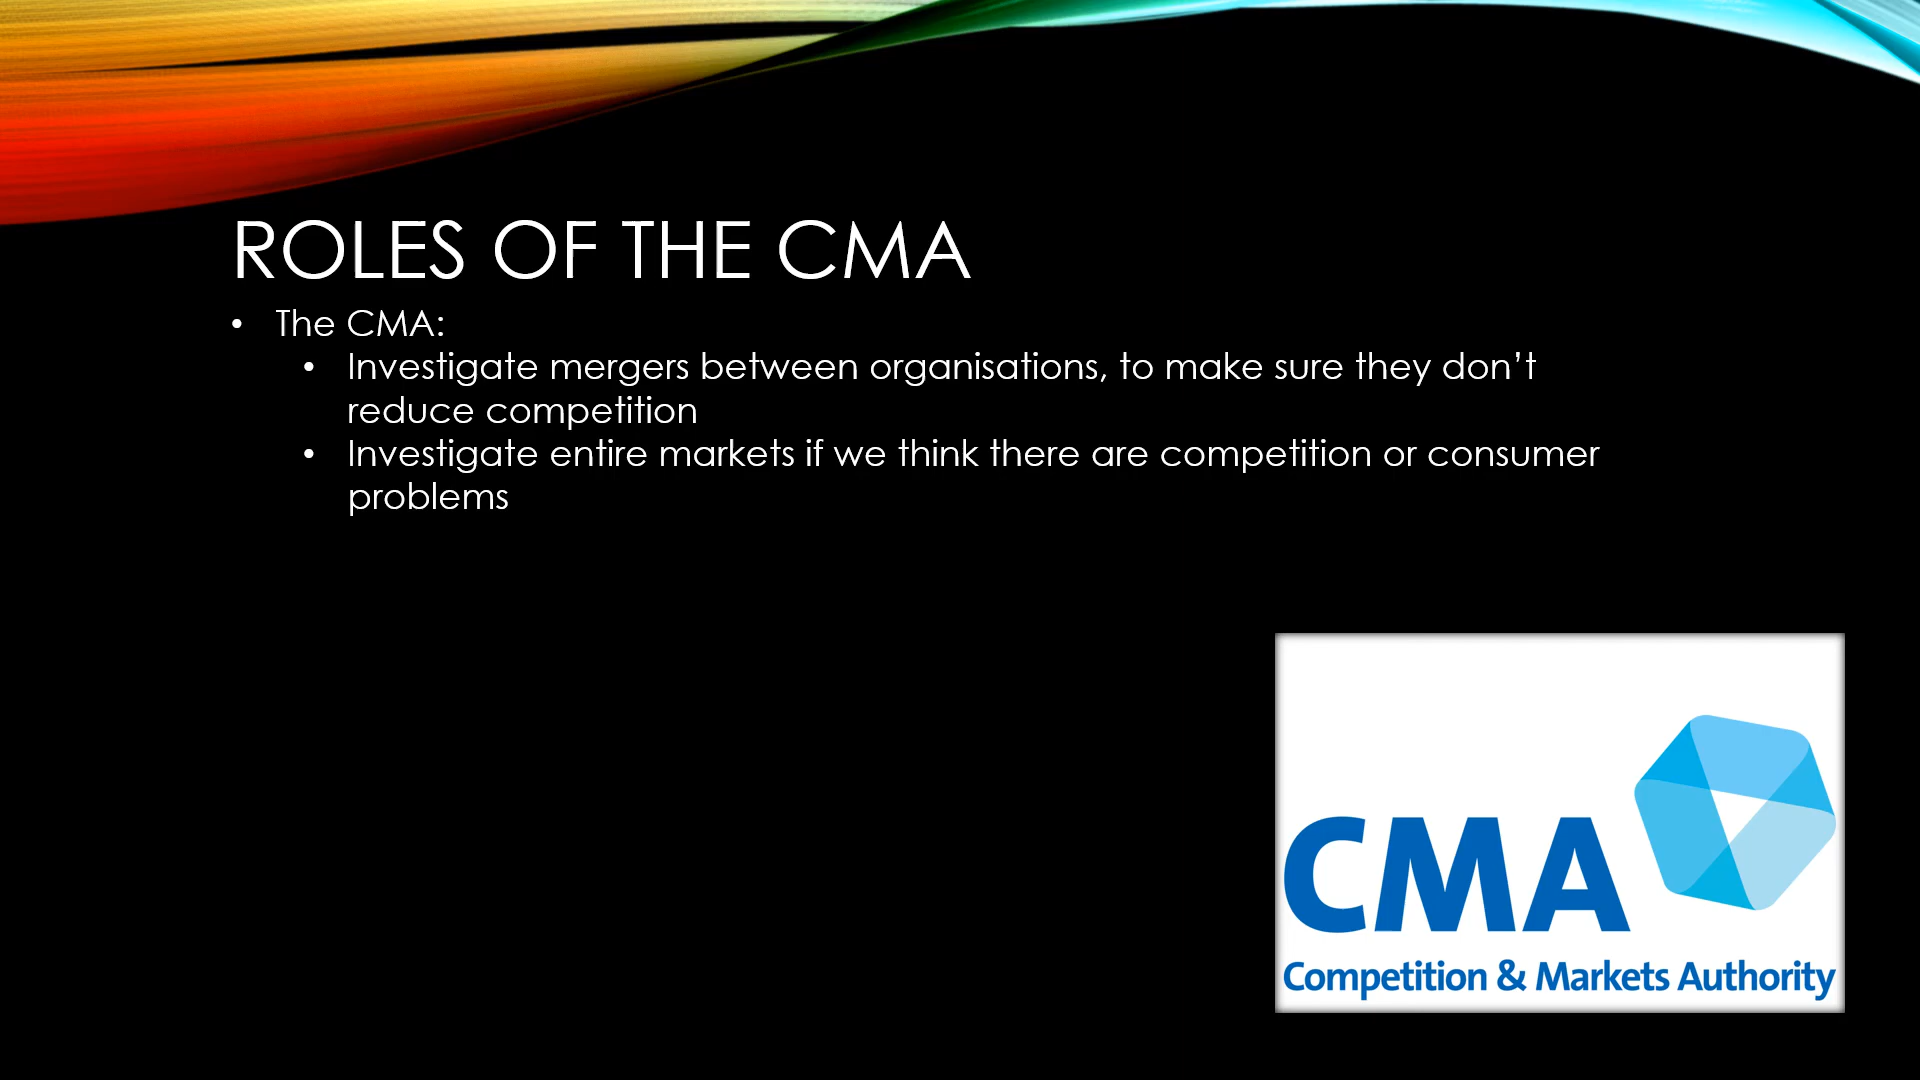 ROLES OF THE CMA
• The CMA:
• Investigate mergers between organisations, to make sure they don’t
reduce competition
• Investigate entire markets if we think there are competition or consumer
problems
CMA
Competition & Markets Authority